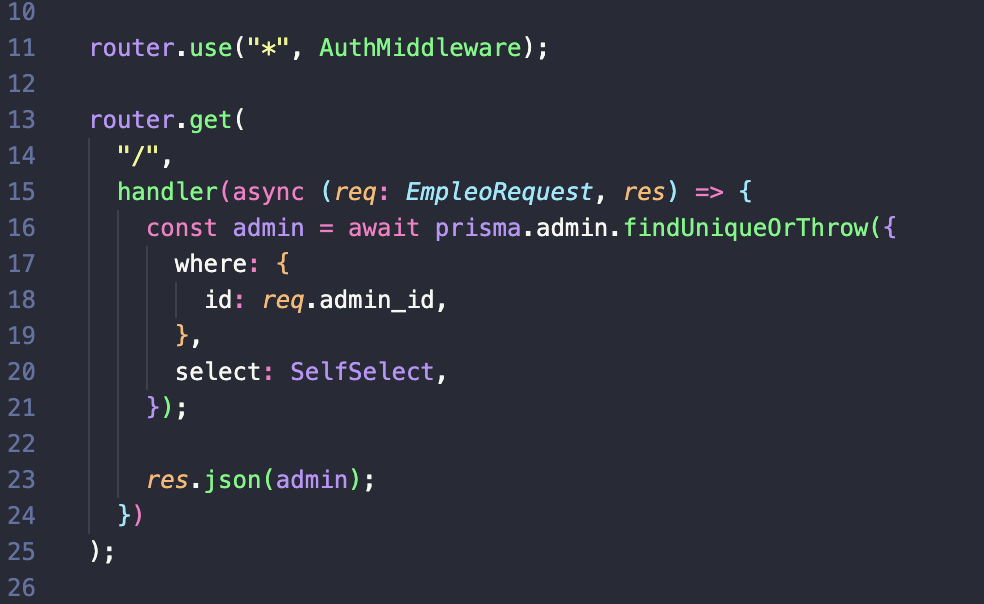 10
11 router.use("*", AuthMiddleware);
12
13 router.get(
14 "/",
15 handler(async (req: EmpleoRequest, res) => {
16 const admin = await prisma.admin.findUniqueOrThrow({
17 where: {
18 id: req.admin_id,
19 },
20 select: SelfSelect,
21 });
22
23 res.json(admin);
24 })
25 );
26